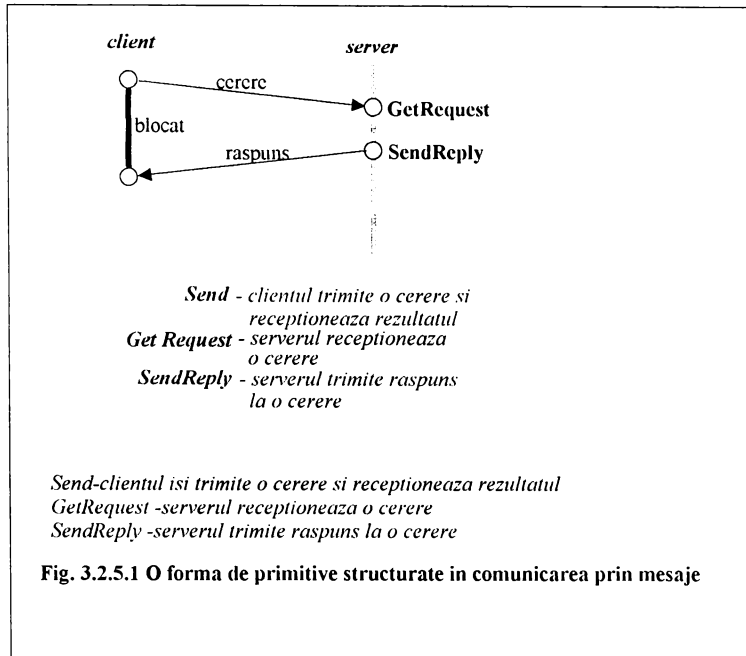 client
server
cerere
GetRequest
blocat
raspuns
SendReply
Send - clientul trimite o cerere si
receptioneaza rezultatul
Get Request - serverul receptioneaza
o cerere
SendReply - serverul trimite raspuns
la o cerere
Send-clientul isi trimite o cerere si receptioneaza rezultatul
GetRequest -serverul receptioneaza o cerere
SendReply -serverul trimite raspuns la o cerere
Fig. 3.2.5.1 O forma de primitive structurate in comunicarea prin mesaje